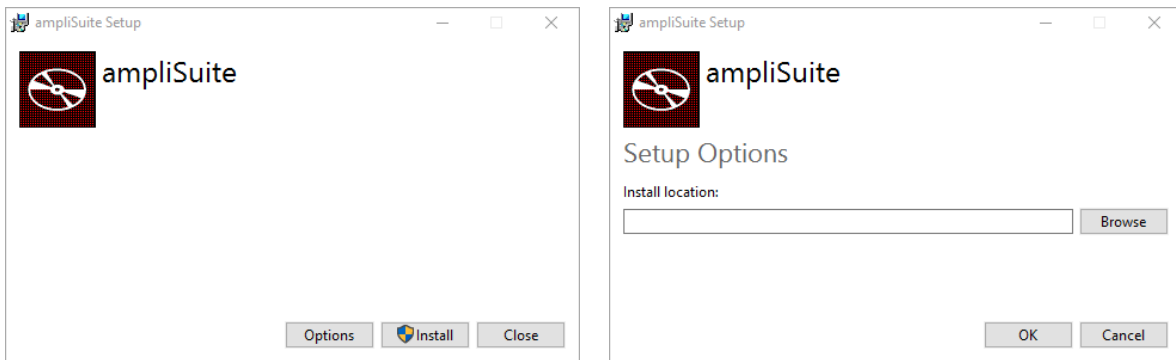 ampliSuite Setup
ampliSuite
Options
Install
Close
ampliSuite Setup
ampliSuite
Setup Options
Install location:
Browse
OK
Cancel